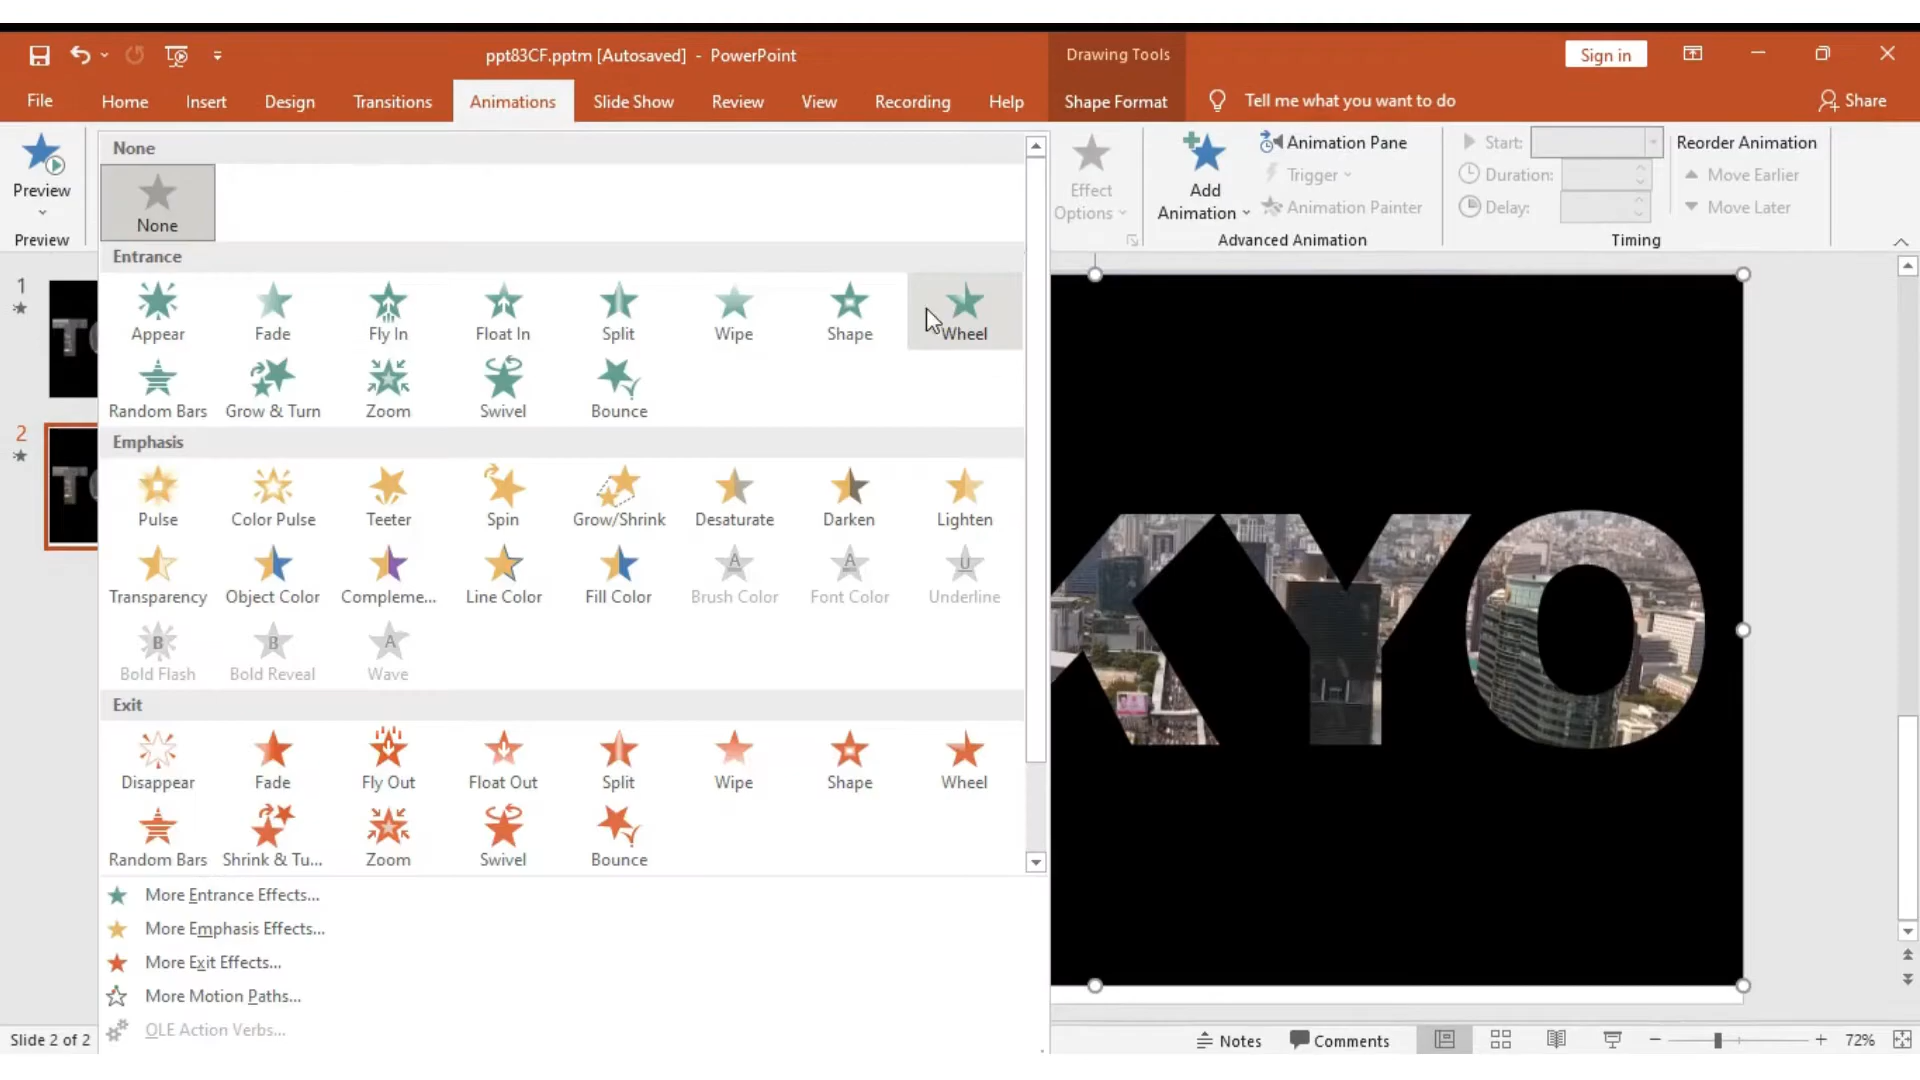 ppt83CF.pptm [Autosaved] - PowerPoint
Drawing Tools
Sign in
File Home Insert Design Transitions Animations Slide Show Review View Recording Help Shape Format Tell me what you want to do Share
Preview
Preview
None
None
Entrance
Appear Fade Fly In Float In Split Wipe Shape Wheel
Random Bars Grow & Turn Zoom Swivel Bounce
Emphasis
Pulse Color Pulse Teeter Spin Grow/Shrink Desaturate Darken Lighten
Transparency Object Color Compleme... Line Color Fill Color Brush Color Font Color Underline
Bold Flash Bold Reveal Wave
Exit
Disappear Fade Fly Out Float Out Split Wipe Shape Wheel
Random Bars Shrink & Tu... Zoom Swivel Bounce
More Entrance Effects...
More Emphasis Effects...
More Exit Effects...
More Motion Paths...
OLE Action Verbs...
Effect
Options
Add
Animation
Animation Pane
Trigger
Animation Painter
Advanced Animation
Start:
Duration:
Delay:
Reorder Animation
Move Earlier
Move Later
Timing
1
TO
2
TO
KYO
Slide 2 of 2
Notes Comments 72%